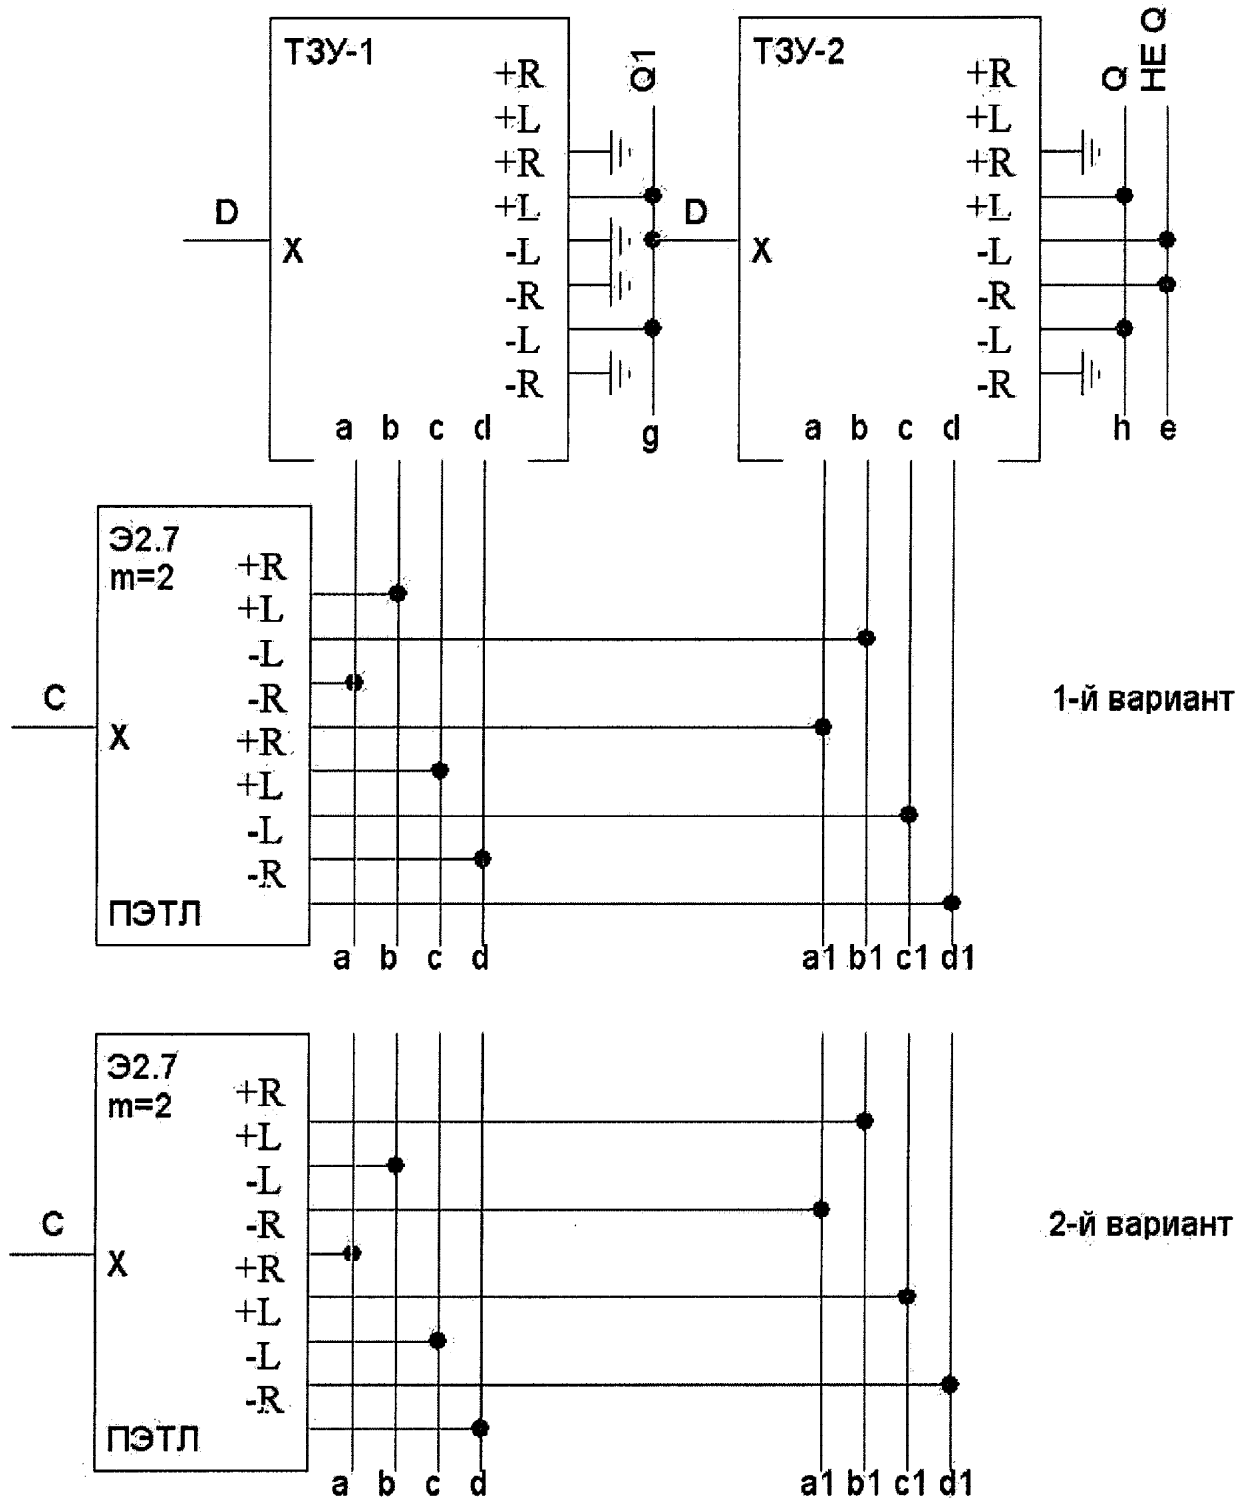 ТЗУ-1
+R
+L
+R
+L
-L
-R
-L
-R
D
X
a b c d
Q1
g
ТЗУ-2
+R
+L
+R
+L
-L
-R
-L
-R
D
X
a b c d
Q
НЕ Q
h e
Э2.7
m=2
+R
+L
-L
-R
+R
+L
-L
-R
C
X
ПЭТЛ
a b c d
a1 b1 c1 d1
1-й вариант
Э2.7
m=2
+R
+L
-L
-R
+R
+L
-L
-R
C
X
ПЭТЛ
a b c d
a1 b1 c1 d1
2-й вариант